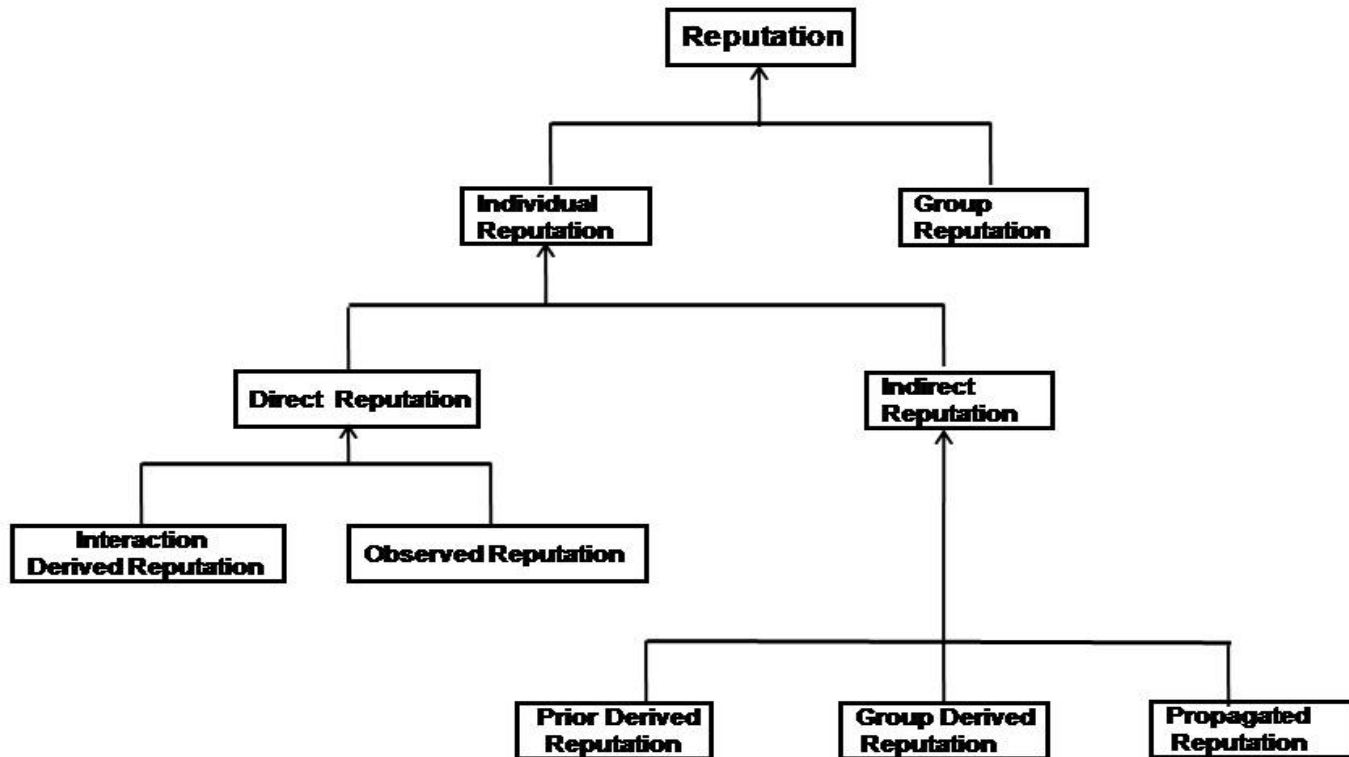 Reputation
Individual
Reputation
Group
Reputation
Direct Reputation
Indirect
Reputation
Interaction
Derived Reputation
Observed Reputation
Prior Derived
Reputation
Group Derived
Reputation
Propagated
Reputation